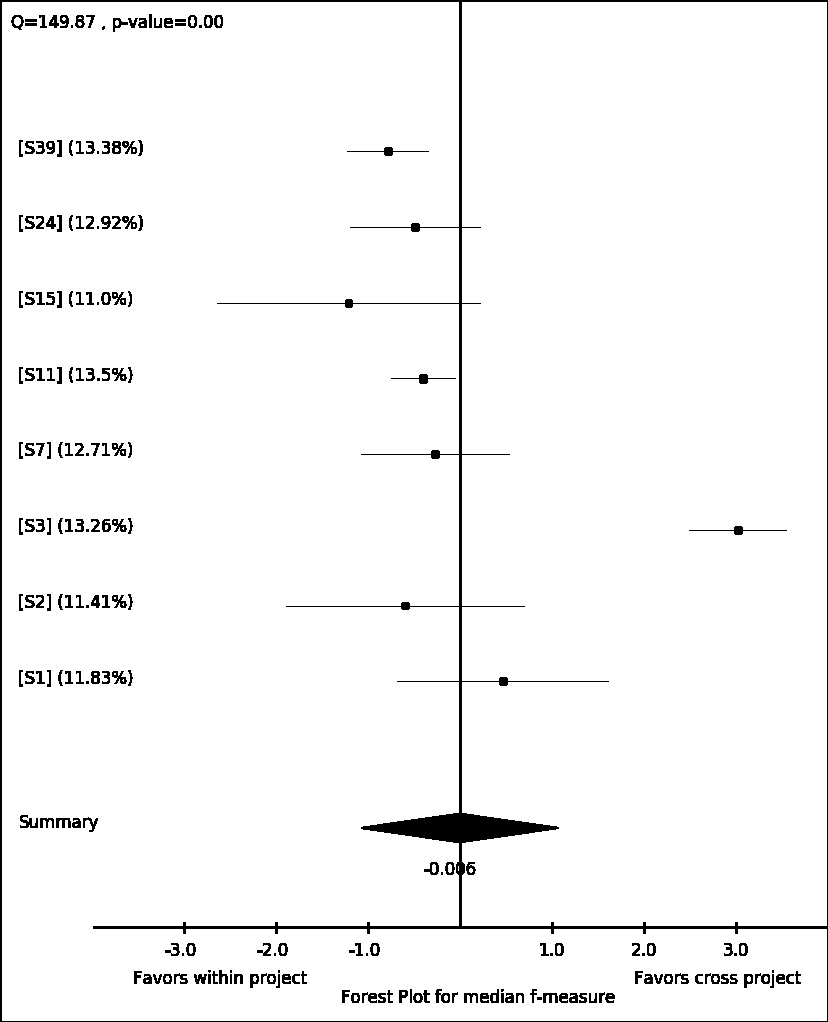 Q=149.87 , p-value=0.00
[S39] (13.38%)
[S24] (12.92%)
[S15] (11.0%)
[S11] (13.5%)
[S7] (12.71%)
[S3] (13.26%)
[S2] (11.41%)
[S1] (11.83%)
Summary
-0.006
-3.0 -2.0 -1.0 1.0 2.0 3.0
Favors within project Favors cross project
Forest Plot for median f-measure